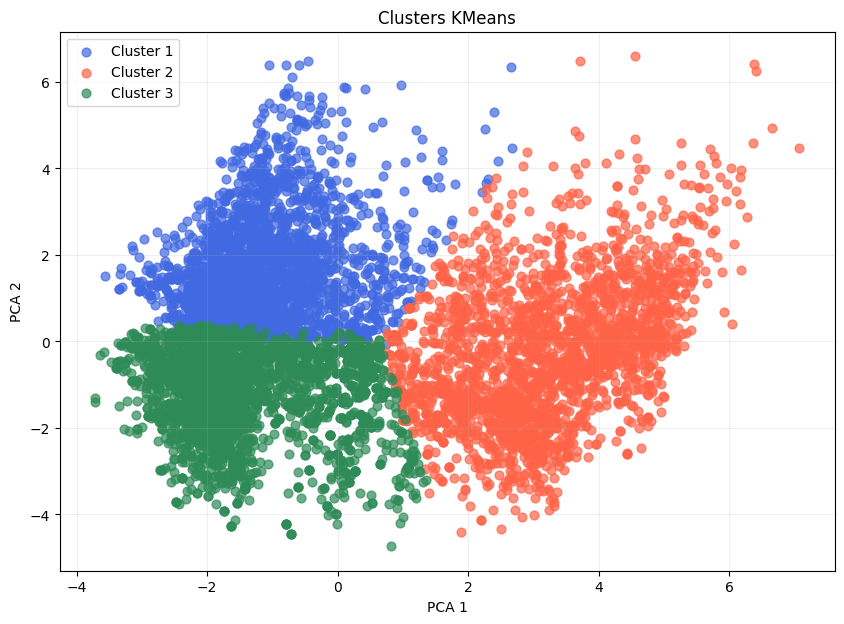 Clusters KMeans
Cluster 1
Cluster 2
Cluster 3
6
4
2
0
−2
−4
PCA 2
−4 −2 0 2 4 6
PCA 1